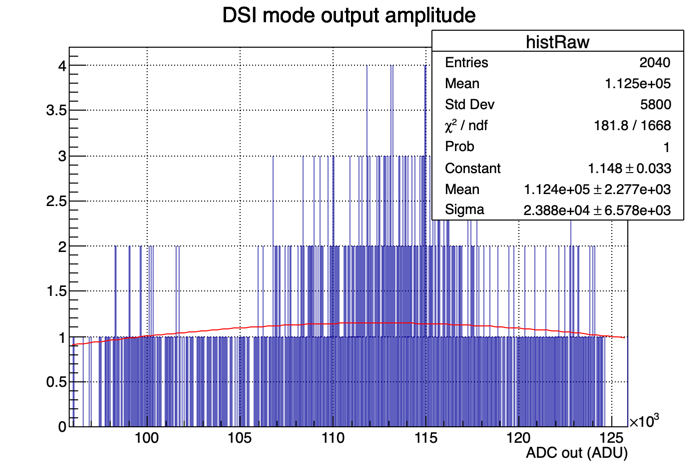 DSI mode output amplitude
histRaw
Entries 2040
Mean 1.125e+05
Std Dev 5800
χ² / ndf 181.8 / 1668
Prob 1
Constant 1.148 ± 0.033
Mean 1.124e+05 ± 2.277e+03
Sigma 2.388e+04 ± 6.578e+03
4
3.5
3
2.5
2
1.5
1
0.5
0
100 105 110 115 120 125 ×10³
ADC out (ADU)